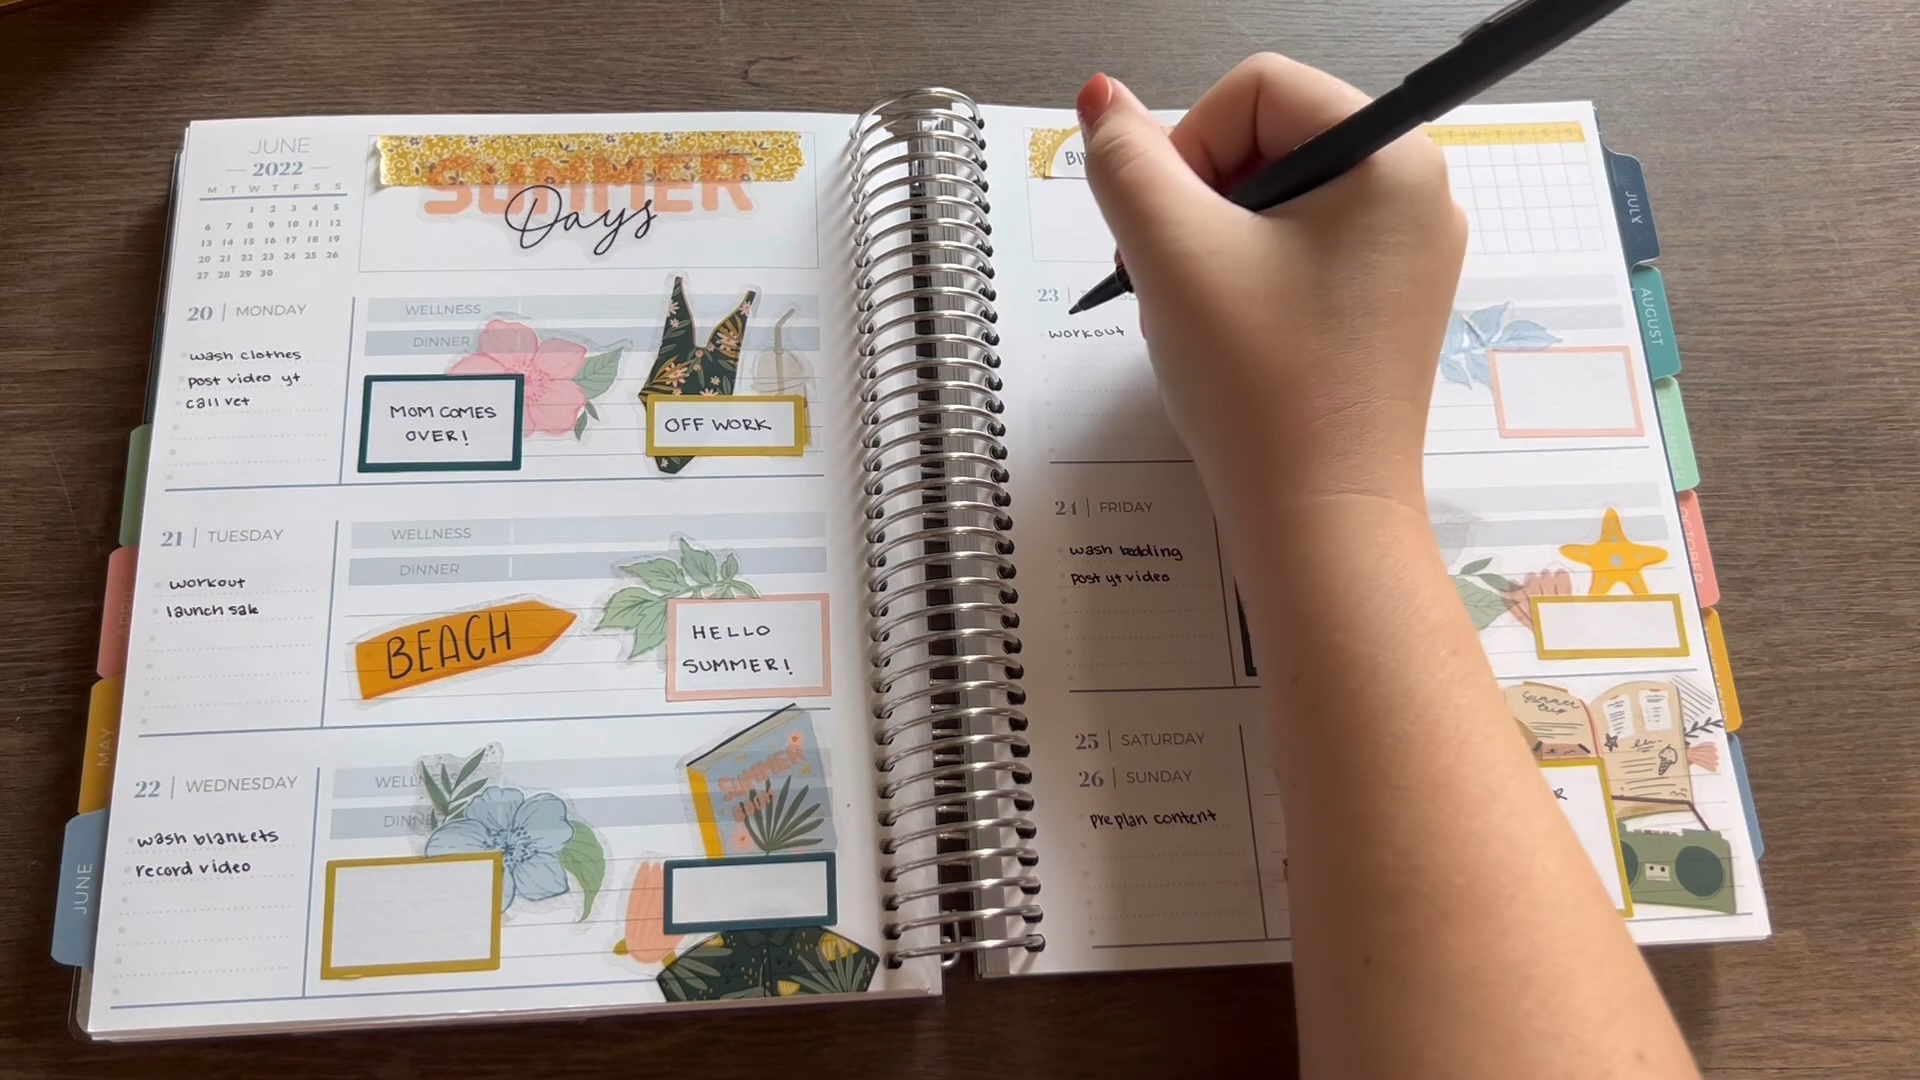 JUNE
2022
M T W T F S S
1 2 3 4 5
6 7 8 9 10 11 12
13 14 15 16 17 18 19
20 21 22 23 24 25 26
27 28 29 30
SUMMER
Days
20 | MONDAY
wash clothes
post video yt
call vet
WELLNESS
DINNER
MOM COMES
OVER!
OFF WORK
21 | TUESDAY
workout
launch sale
WELLNESS
DINNER
BEACH
HELLO
SUMMER!
22 | WEDNESDAY
wash blankets
record video
SUMMER
T W T F S S
23
workout
24 | FRIDAY
wash bedding
post yt video
25 | SATURDAY
26 | SUNDAY
preplan content
summer
trip
MAY
JUNE
JULY
AUGUST
OCTOBER